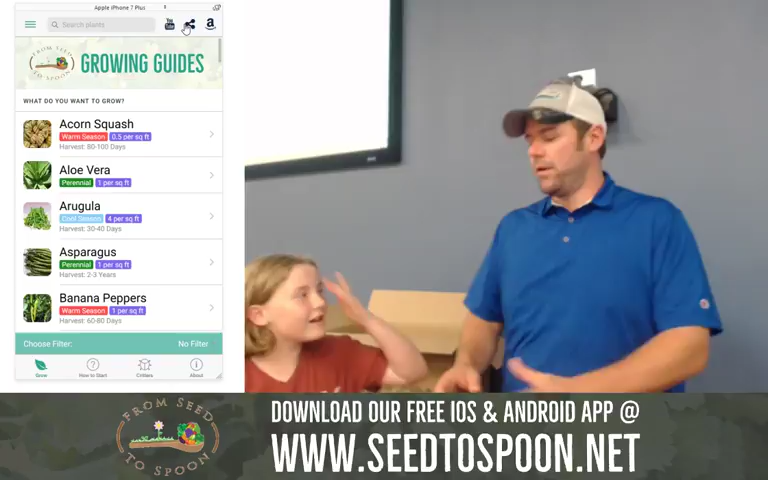 Apple iPhone 7 Plus
Search plants
You Tube
a
FROM SEED TO SPOON
GROWING GUIDES
WHAT DO YOU WANT TO GROW?
Acorn Squash
Warm Season 0.5 per sq ft
Harvest: 80-100 Days
Aloe Vera
Perennial 1 per sq ft
Arugula
Cool Season 4 per sq ft
Harvest: 30-40 Days
Asparagus
Perennial 1 per sq ft
Harvest: 2-3 Years
Banana Peppers
Warm Season 1 per sq ft
Harvest: 60-80 Days
Choose Filter: No Filter
Grow How to Start Critters About
FROM SEED
TO SPOON
DOWNLOAD OUR FREE IOS & ANDROID APP @
WWW.SEEDTOSPOON.NET